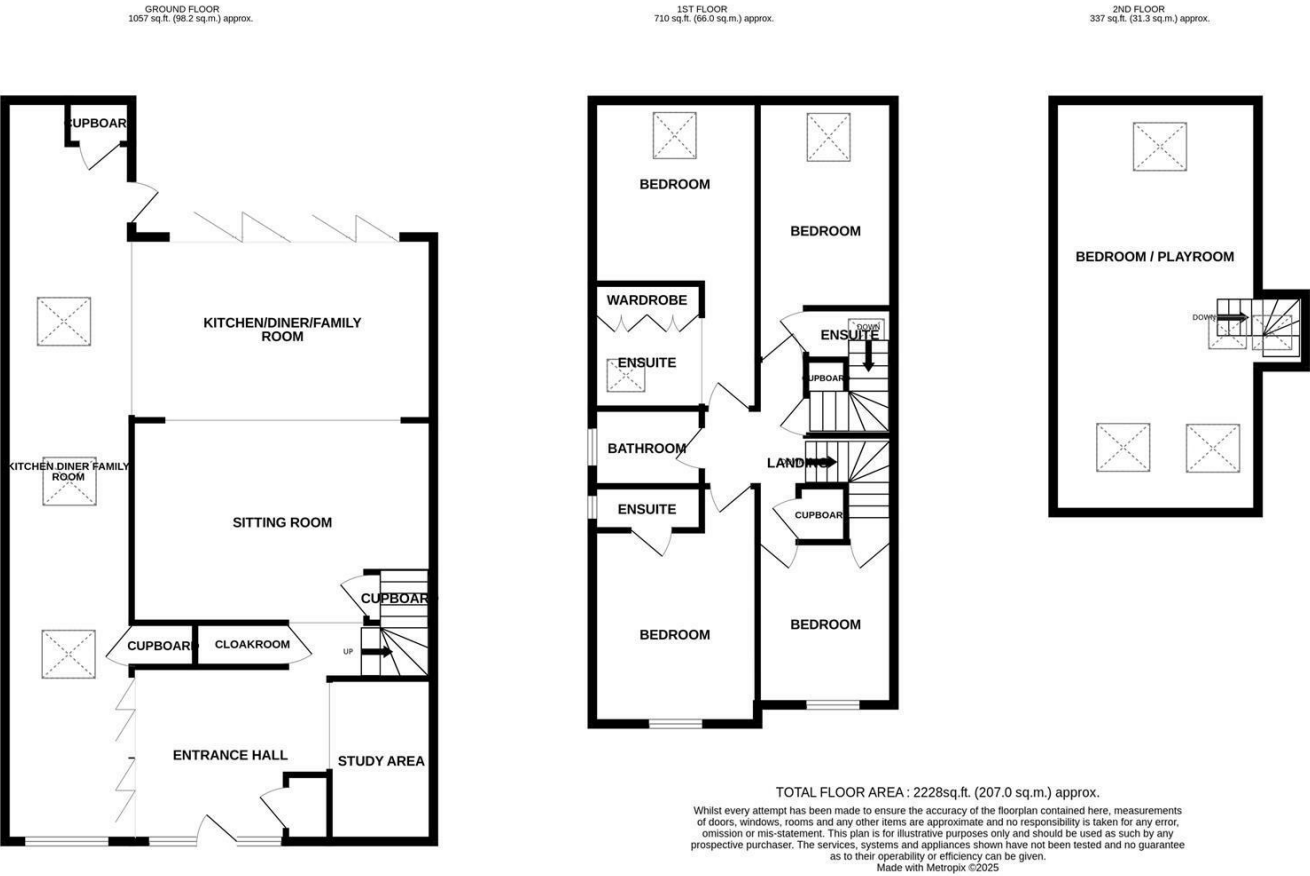 GROUND FLOOR
1057 sq.ft. (98.2 sq.m.) approx.
1ST FLOOR
710 sq.ft. (66.0 sq.m.) approx.
2ND FLOOR
337 sq.ft. (31.3 sq.m.) approx.
CUPBOARD
KITCHEN/DINER/FAMILY
ROOM
KITCHEN DINER FAMILY
ROOM
SITTING ROOM
CUPBOARD
CUPBOARD
CLOAKROOM
UP
ENTRANCE HALL
STUDY AREA
BEDROOM
BEDROOM
WARDROBE
ENSUITE
ENSUITE
DOWN
CUPBOARD
BATHROOM
LANDING
ENSUITE
CUPBOARD
BEDROOM
BEDROOM
BEDROOM / PLAYROOM
DOWN
TOTAL FLOOR AREA : 2228sq.ft. (207.0 sq.m.) approx.
Whilst every attempt has been made to ensure the accuracy of the floorplan contained here, measurements
of doors, windows, rooms and any other items are approximate and no responsibility is taken for any error,
omission or mis-statement. This plan is for illustrative purposes only and should be used as such by any
prospective purchaser. The services, systems and appliances shown have not been tested and no guarantee
as to their operability or efficiency can be given.
Made with Metropix ©2025